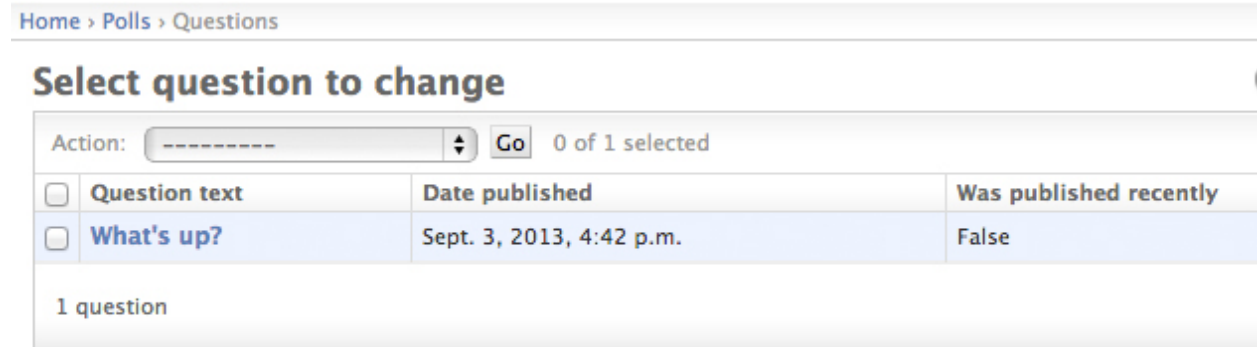 Home › Polls › Questions
Select question to change
Action: --------- Go 0 of 1 selected
Question text Date published Was published recently
What's up? Sept. 3, 2013, 4:42 p.m. False
1 question